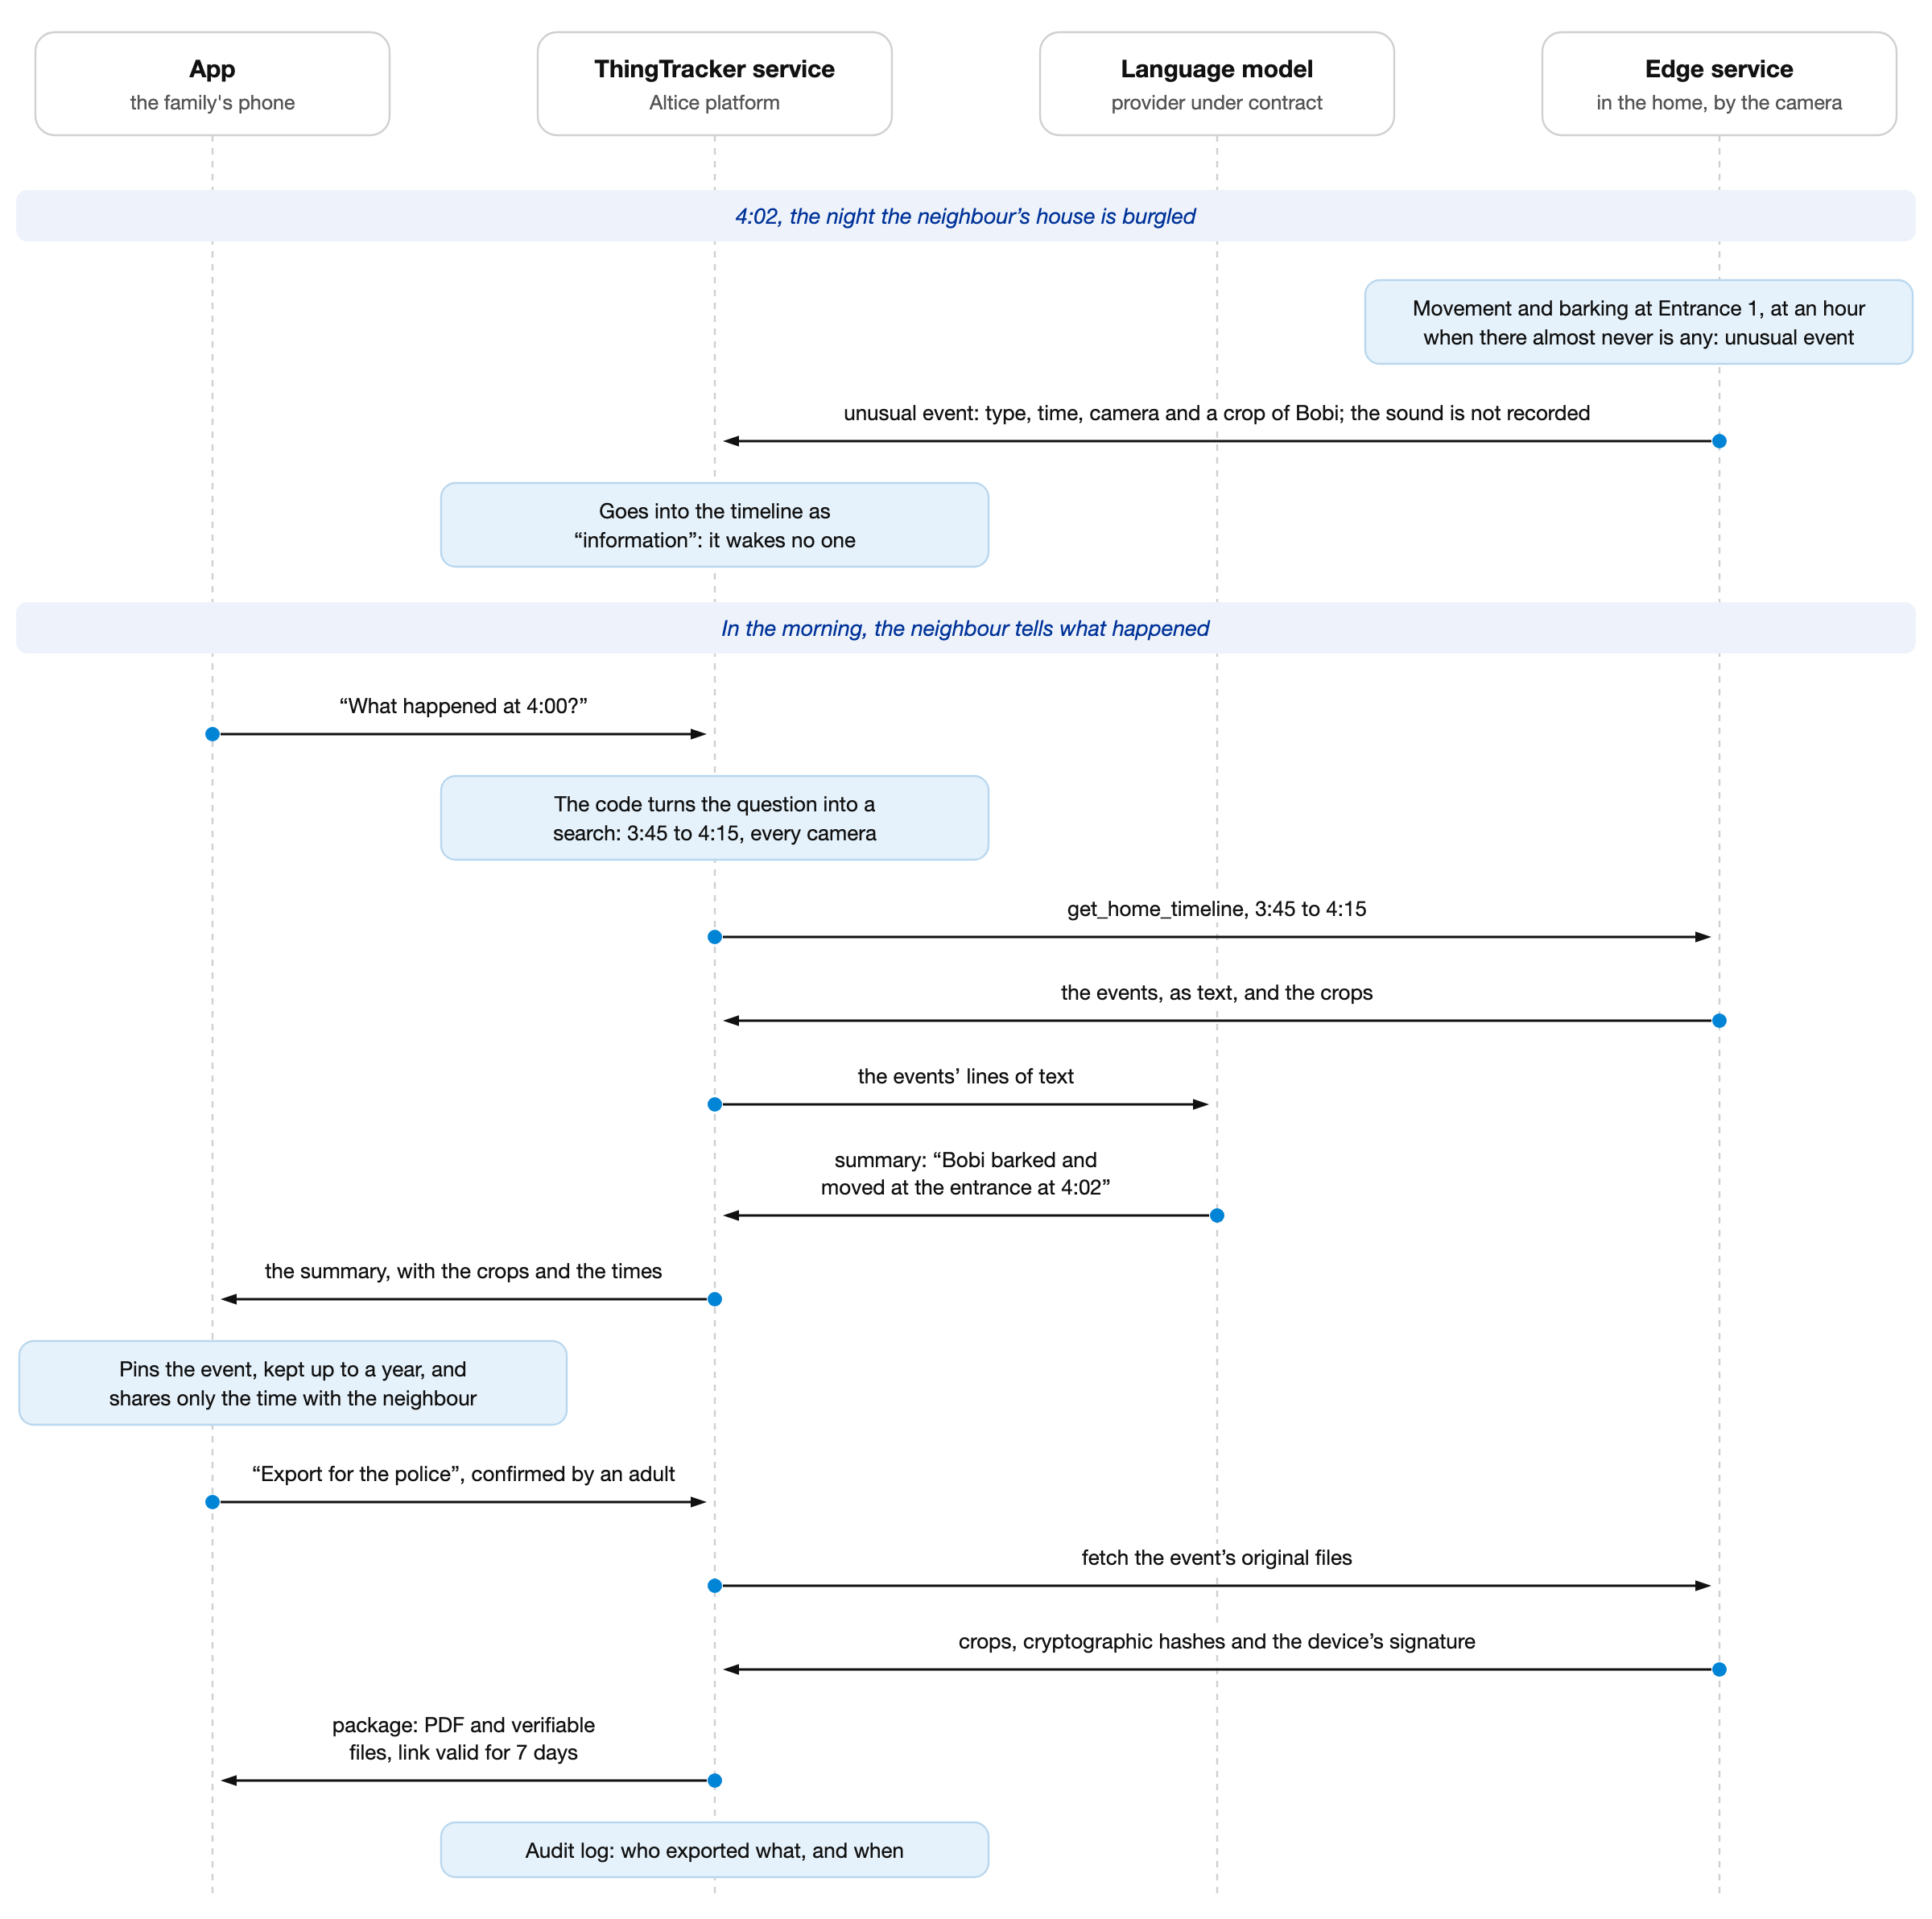 App
the family's phone
ThingTracker service
Altice platform
Language model
provider under contract
Edge service
in the home, by the camera
4:02, the night the neighbour’s house is burgled
Movement and barking at Entrance 1, at an hour
when there almost never is any: unusual event
unusual event: type, time, camera and a crop of Bobi; the sound is not recorded
Goes into the timeline as
“information”: it wakes no one
In the morning, the neighbour tells what happened
“What happened at 4:00?”
The code turns the question into a
search: 3:45 to 4:15, every camera
get_home_timeline, 3:45 to 4:15
the events, as text, and the crops
the events’ lines of text
summary: “Bobi barked and
moved at the entrance at 4:02”
the summary, with the crops and the times
Pins the event, kept up to a year, and
shares only the time with the neighbour
“Export for the police”, confirmed by an adult
fetch the event’s original files
crops, cryptographic hashes and the device’s signature
package: PDF and verifiable
files, link valid for 7 days
Audit log: who exported what, and when